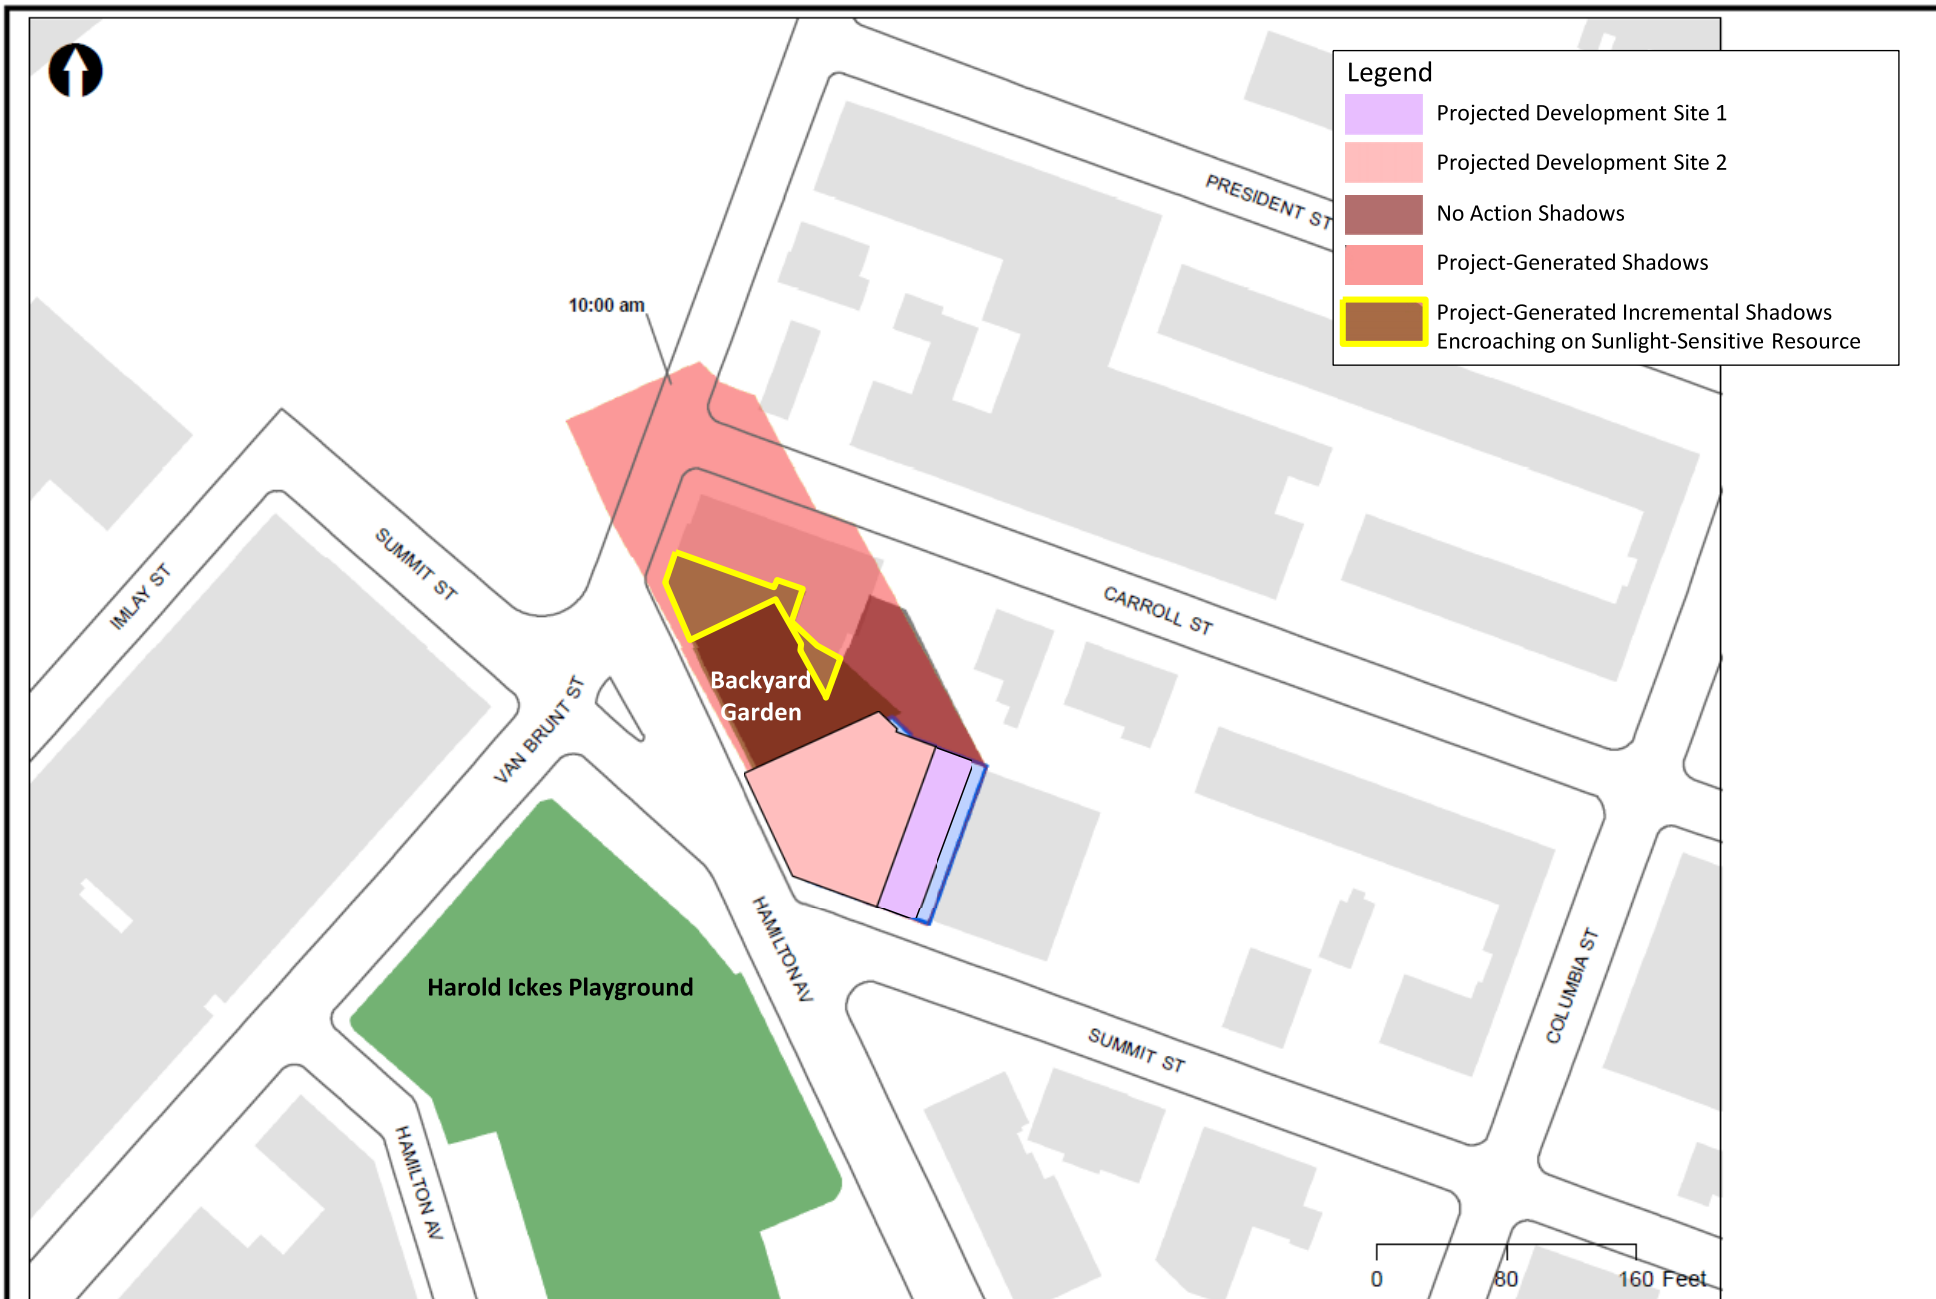 Legend
Projected Development Site 1
Projected Development Site 2
No Action Shadows
Project-Generated Shadows
Project-Generated Incremental Shadows
Encroaching on Sunlight-Sensitive Resource
PRESIDENT ST
10:00 am
SUMMIT ST
IMLAY ST
CARROLL ST
VAN BRUNT ST
Backyard
Garden
HAMILTON AV
Harold Ickes Playground
COLUMBIA ST
SUMMIT ST
HAMILTON AV
0 80 160 Feet